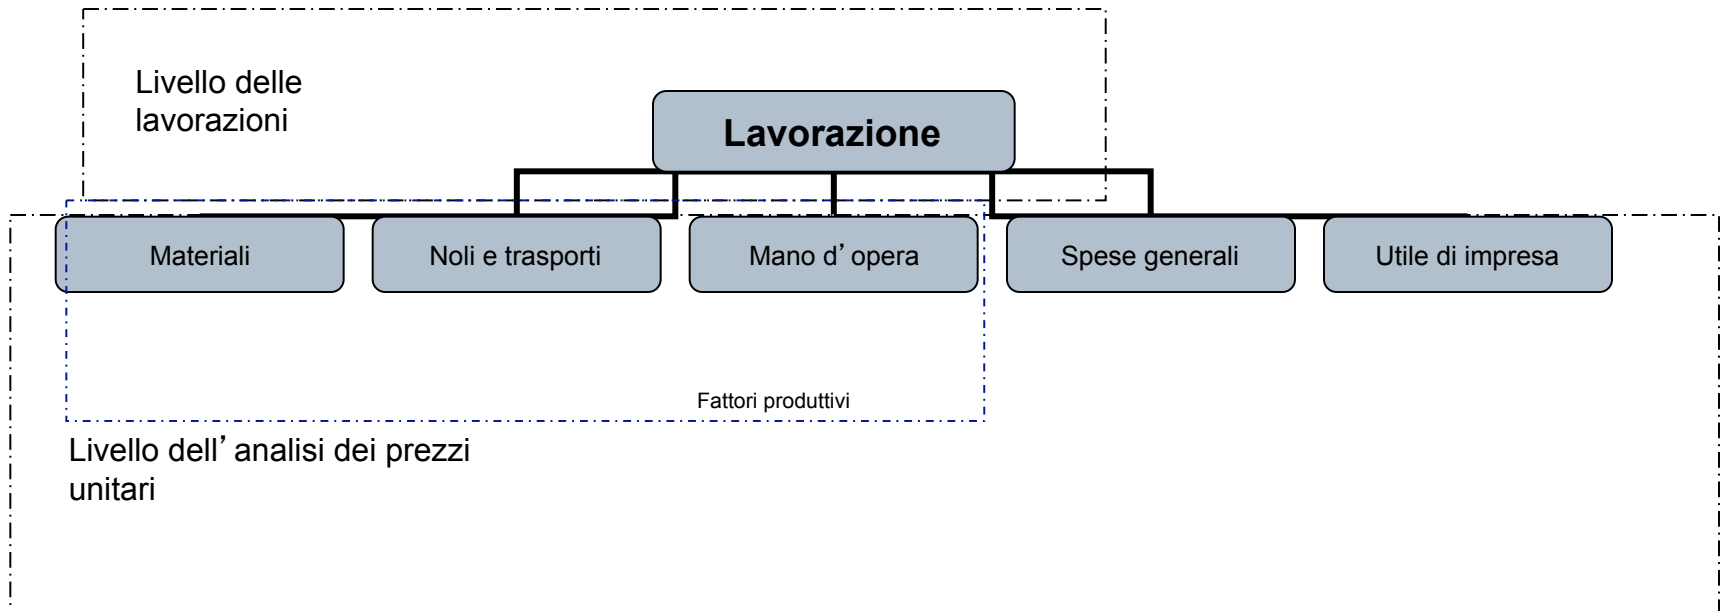 Livello delle
lavorazioni
Lavorazione
Materiali
Noli e trasporti
Mano d’ opera
Spese generali
Utile di impresa
Fattori produttivi
Livello dell’ analisi dei prezzi
unitari